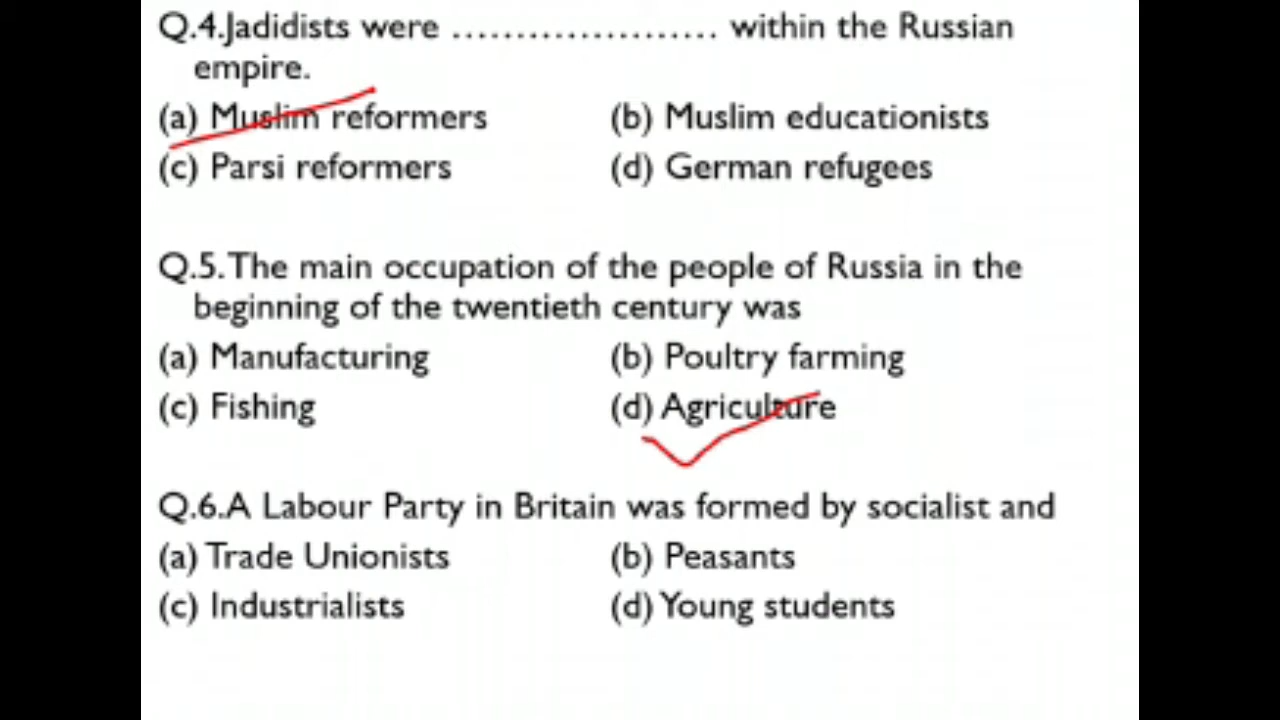 Q.4.Jadidists were ..................... within the Russian
empire.
(a) Muslim reformers (b) Muslim educationists
(c) Parsi reformers (d) German refugees
Q.5.The main occupation of the people of Russia in the
beginning of the twentieth century was
(a) Manufacturing (b) Poultry farming
(c) Fishing (d) Agriculture
Q.6.A Labour Party in Britain was formed by socialist and
(a) Trade Unionists (b) Peasants
(c) Industrialists (d) Young students